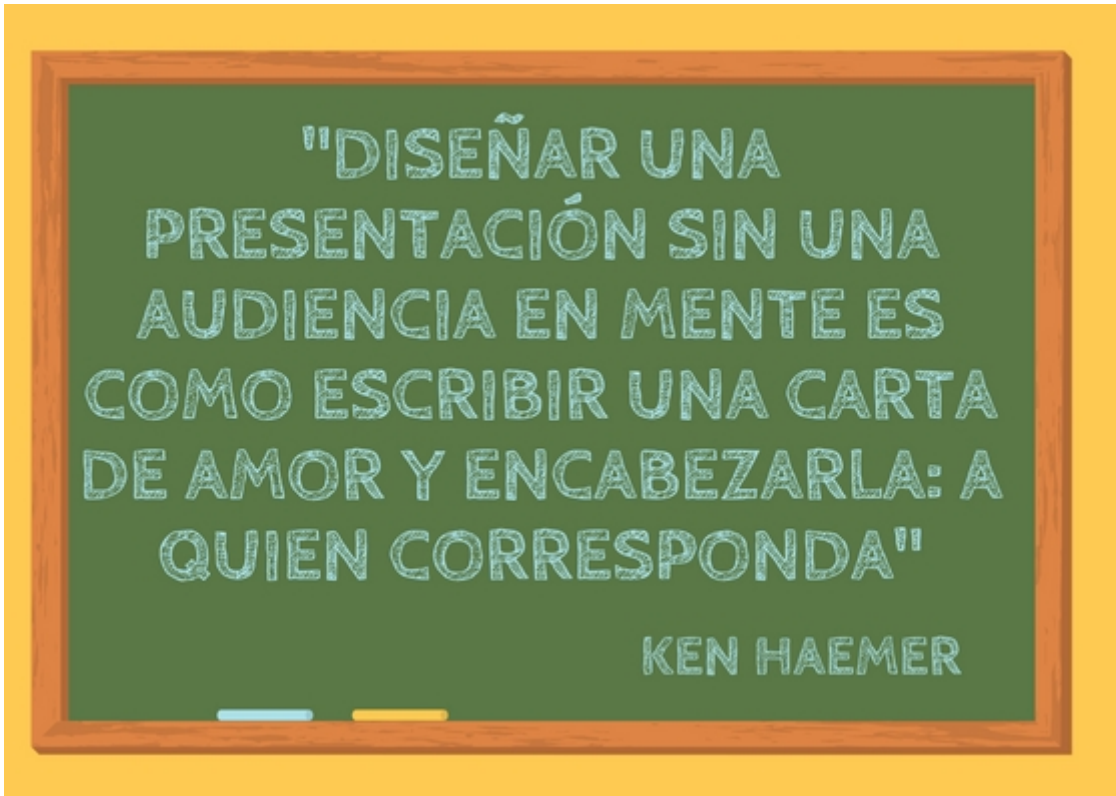 "DISEÑAR UNA
PRESENTACIÓN SIN UNA
AUDIENCIA EN MENTE ES
COMO ESCRIBIR UNA CARTA
DE AMOR Y ENCABEZARLA: A
QUIEN CORRESPONDA"
KEN HAEMER